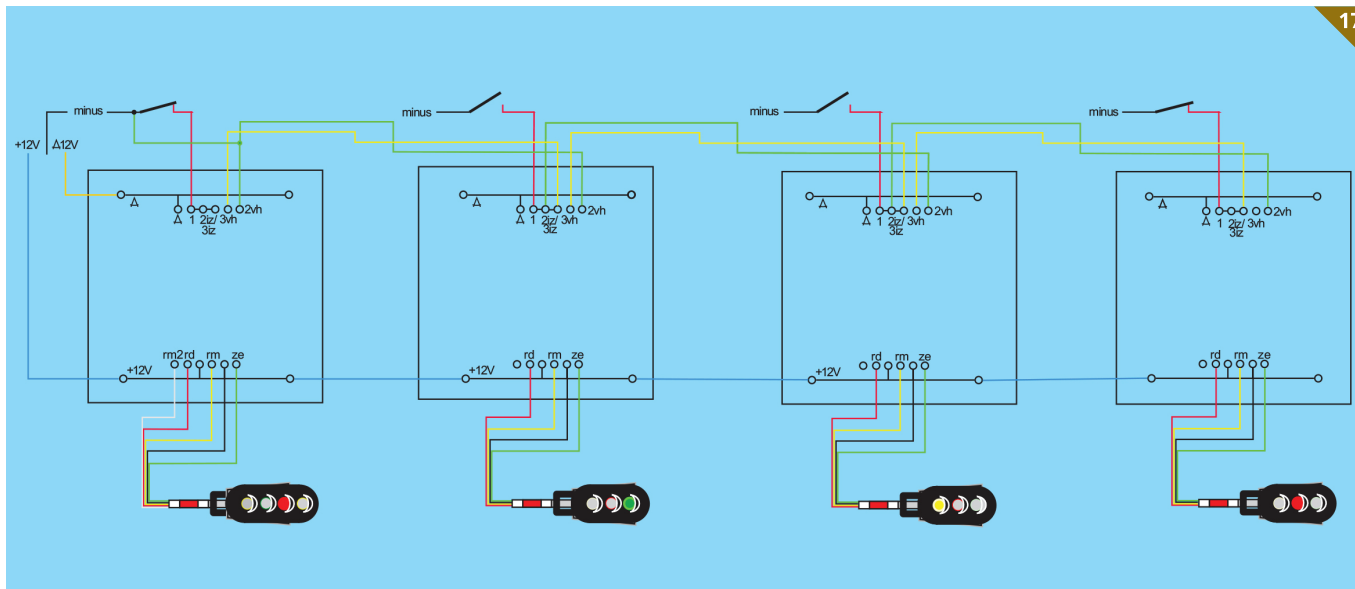 17
minus minus minus minus
+12V Δ12V
Δ Δ Δ Δ
Δ 1 2iz/ 3vh 2vh
3iz
Δ 1 2iz/ 3vh 2vh
3iz
Δ 1 2iz/ 3vh 2vh
3iz
Δ 1 2iz/ 3vh 2vh
3iz
rm2 rd rm ze
+12V
rd rm ze
+12V
rd rm ze
+12V
rd rm ze